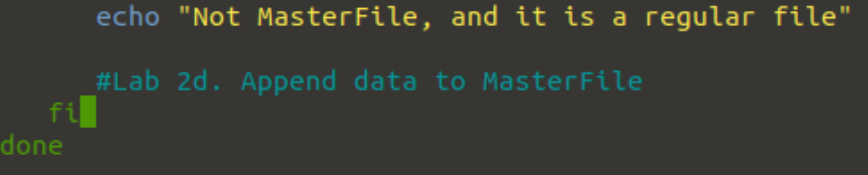 echo "Not MasterFile, and it is a regular file"
#Lab 2d. Append data to MasterFile
fi
done